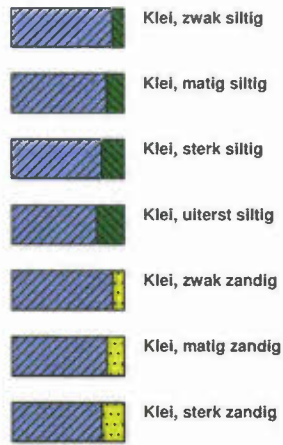 Klei, zwak siltig
Klei, matig siltig
Klei, sterk siltig
Klei, uiterst siltig
Klei, zwak zandig
Klei, matig zandig
Klei, sterk zandig